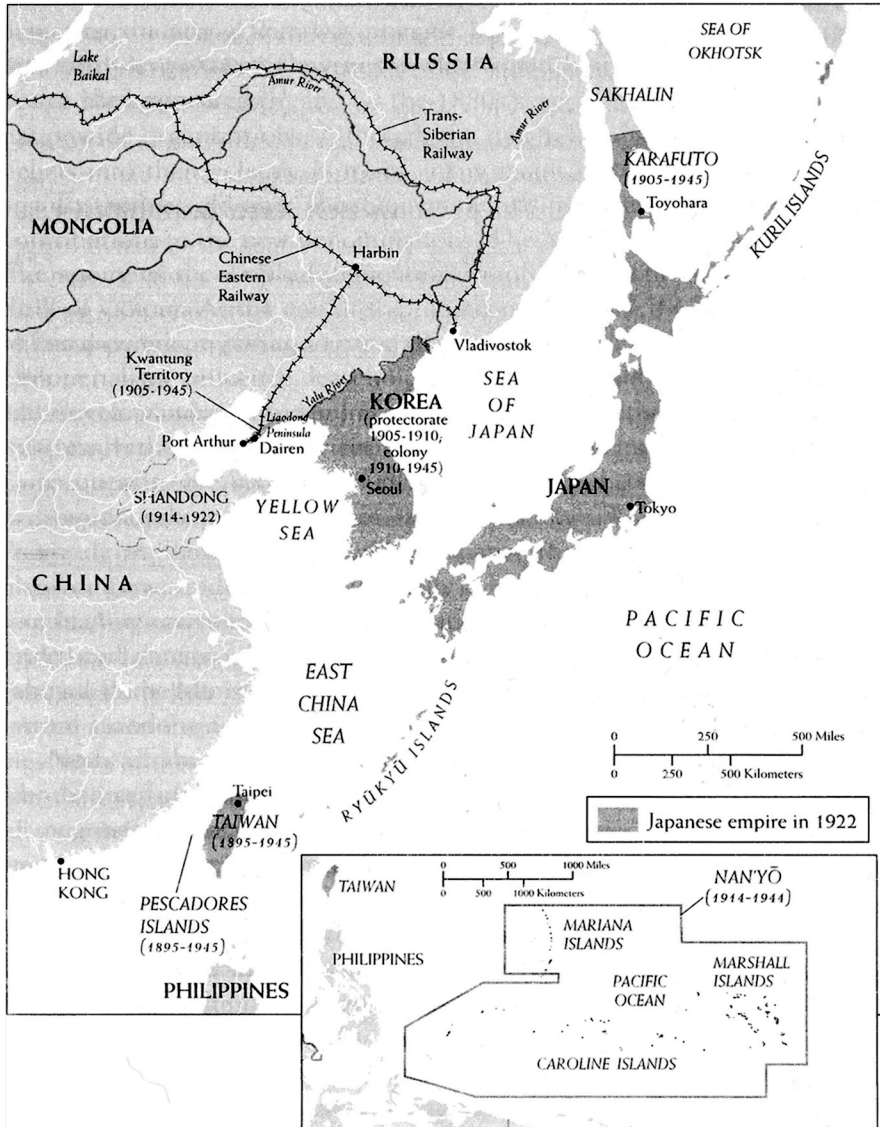 SEA OF
OKHOTSK
Lake
Baikal
RUSSIA
Amur River
Amur River
SAKHALIN
Trans-
Siberian
Railway
KARAFUTO
(1905-1945)
Toyohara
KURIL ISLANDS
MONGOLIA
Chinese
Eastern
Railway
Harbin
Vladivostok
Kwantung
Territory
(1905-1945)
Yalu River
SEA
OF
JAPAN
KOREA
(protectorate
1905-1910;
colony
1910-1945)
Liaodong
Peninsula
Port Arthur
Dairen
Seoul
SHANDONG
(1914-1922)
YELLOW
SEA
JAPAN
Tokyo
CHINA
PACIFIC
OCEAN
EAST
CHINA
SEA
RYŪKYŪ ISLANDS
0 250 500 Miles
0 250 500 Kilometers
Taipei
TAIWAN
(1895-1945)
Japanese empire in 1922
HONG
KONG
PESCADORES
ISLANDS
(1895-1945)
PHILIPPINES
0 500 1000 Miles
0 500 1000 Kilometers
TAIWAN
NAN'YŌ
(1914-1944)
MARIANA
ISLANDS
PHILIPPINES
PACIFIC
OCEAN
MARSHALL
ISLANDS
CAROLINE ISLANDS